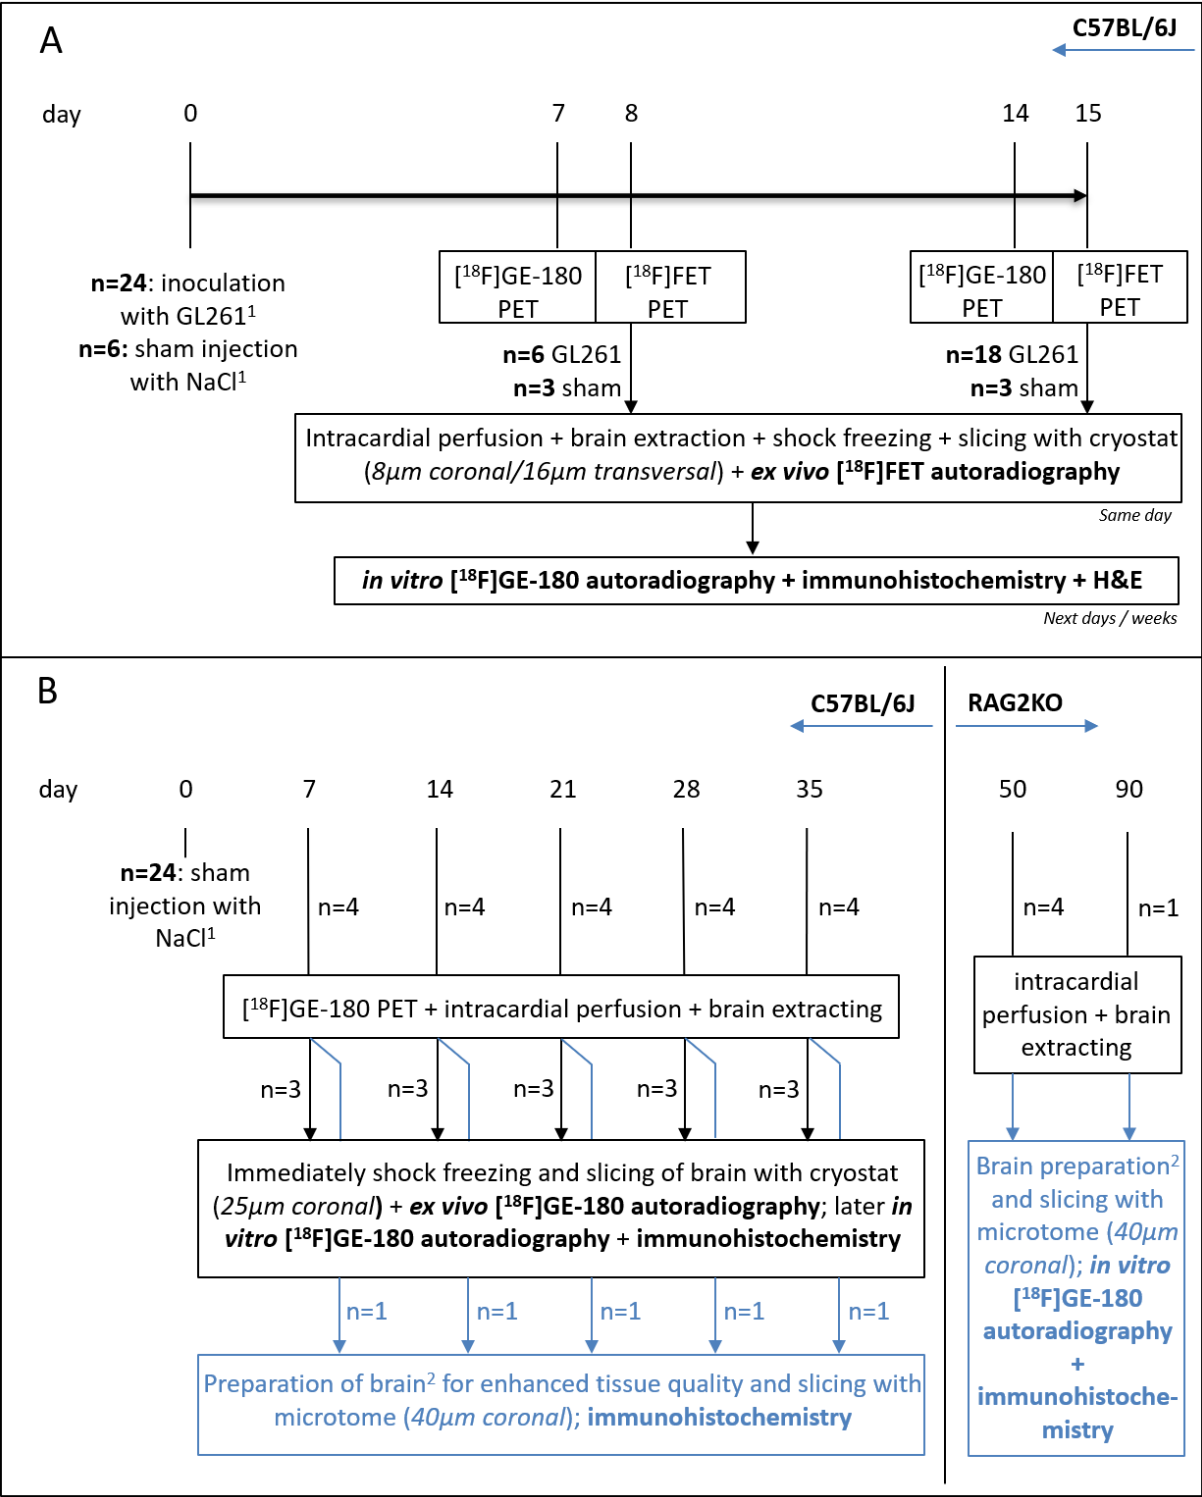 A
C57BL/6J
day 0 7 8 14 15
n=24: inoculation
with GL261¹
n=6: sham injection
with NaCl¹
[¹⁸F]GE-180
PET
[¹⁸F]FET
PET
[¹⁸F]GE-180
PET
[¹⁸F]FET
PET
n=6 GL261
n=3 sham
n=18 GL261
n=3 sham
Intracardial perfusion + brain extraction + shock freezing + slicing with cryostat
(8µm coronal/16µm transversal) + ex vivo [¹⁸F]FET autoradiography
Same day
in vitro [¹⁸F]GE-180 autoradiography + immunohistochemistry + H&E
Next days / weeks
B
C57BL/6J
RAG2KO
day 0 7 14 21 28 35 50 90
n=24: sham
injection with
NaCl¹
n=4 n=4 n=4 n=4 n=4 n=4 n=1
[¹⁸F]GE-180 PET + intracardial perfusion + brain extracting
intracardial
perfusion + brain
extracting
n=3 n=3 n=3 n=3 n=3
Immediately shock freezing and slicing of brain with cryostat
(25µm coronal) + ex vivo [¹⁸F]GE-180 autoradiography; later in
vitro [¹⁸F]GE-180 autoradiography + immunohistochemistry
n=1 n=1 n=1 n=1 n=1
Preparation of brain² for enhanced tissue quality and slicing with
microtome (40µm coronal); immunohistochemistry
Brain preparation²
and slicing with
microtome (40µm
coronal); in vitro
[¹⁸F]GE-180
autoradiography
+
immunohistoche-
mistry